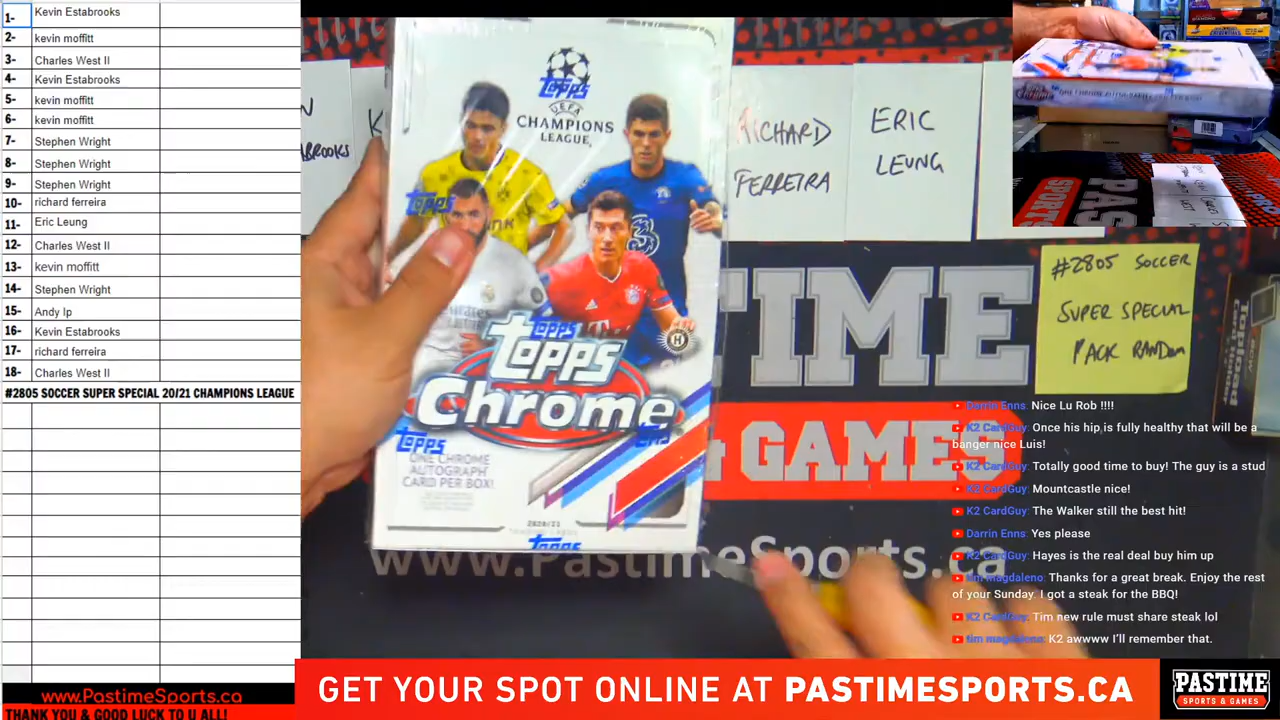 1- Kevin Estabrooks
2- kevin moffitt
3- Charles West II
4- Kevin Estabrooks
5- kevin moffitt
6- kevin moffitt
7- Stephen Wright
8- Stephen Wright
9- Stephen Wright
10- richard ferreira
11- Eric Leung
12- Charles West II
13- kevin moffitt
14- Stephen Wright
15- Andy Ip
16- Kevin Estabrooks
17- richard ferreira
18- Charles West II
#2805 SOCCER SUPER SPECIAL 20/21 CHAMPIONS LEAGUE
www.PastimeSports.ca
THANK YOU & GOOD LUCK TO U ALL!
topps
UEFA
CHAMPIONS
LEAGUE
topps
topps
topps
Chrome
topps
topps
ONE CHROME
AUTOGRAPH
CARD PER BOX!
2020/21
topps
RICHARD
FERREIRA
ERIC
LEUNG
TIME
& GAMES
www.PastimeSports.ca
#2805 SOCCER
SUPER SPECIAL
PACK RANDOM
Darrin Enns: Nice Lu Rob !!!!
K2 CardGuy: Once his hip is fully healthy that will be a
banger nice Luis!
K2 CardGuy: Totally good time to buy! The guy is a stud
K2 CardGuy: Mountcastle nice!
K2 CardGuy: The Walker still the best hit!
Darrin Enns: Yes please
K2 CardGuy: Hayes is the real deal buy him up
tim magdaleno: Thanks for a great break. Enjoy the rest
of your Sunday. I got a steak for the BBQ!
K2 CardGuy: Tim new rule must share steak lol
tim magdaleno: K2 awwww I'll remember that.
GET YOUR SPOT ONLINE AT PASTIMESPORTS.CA
PASTIME
SPORTS & GAMES